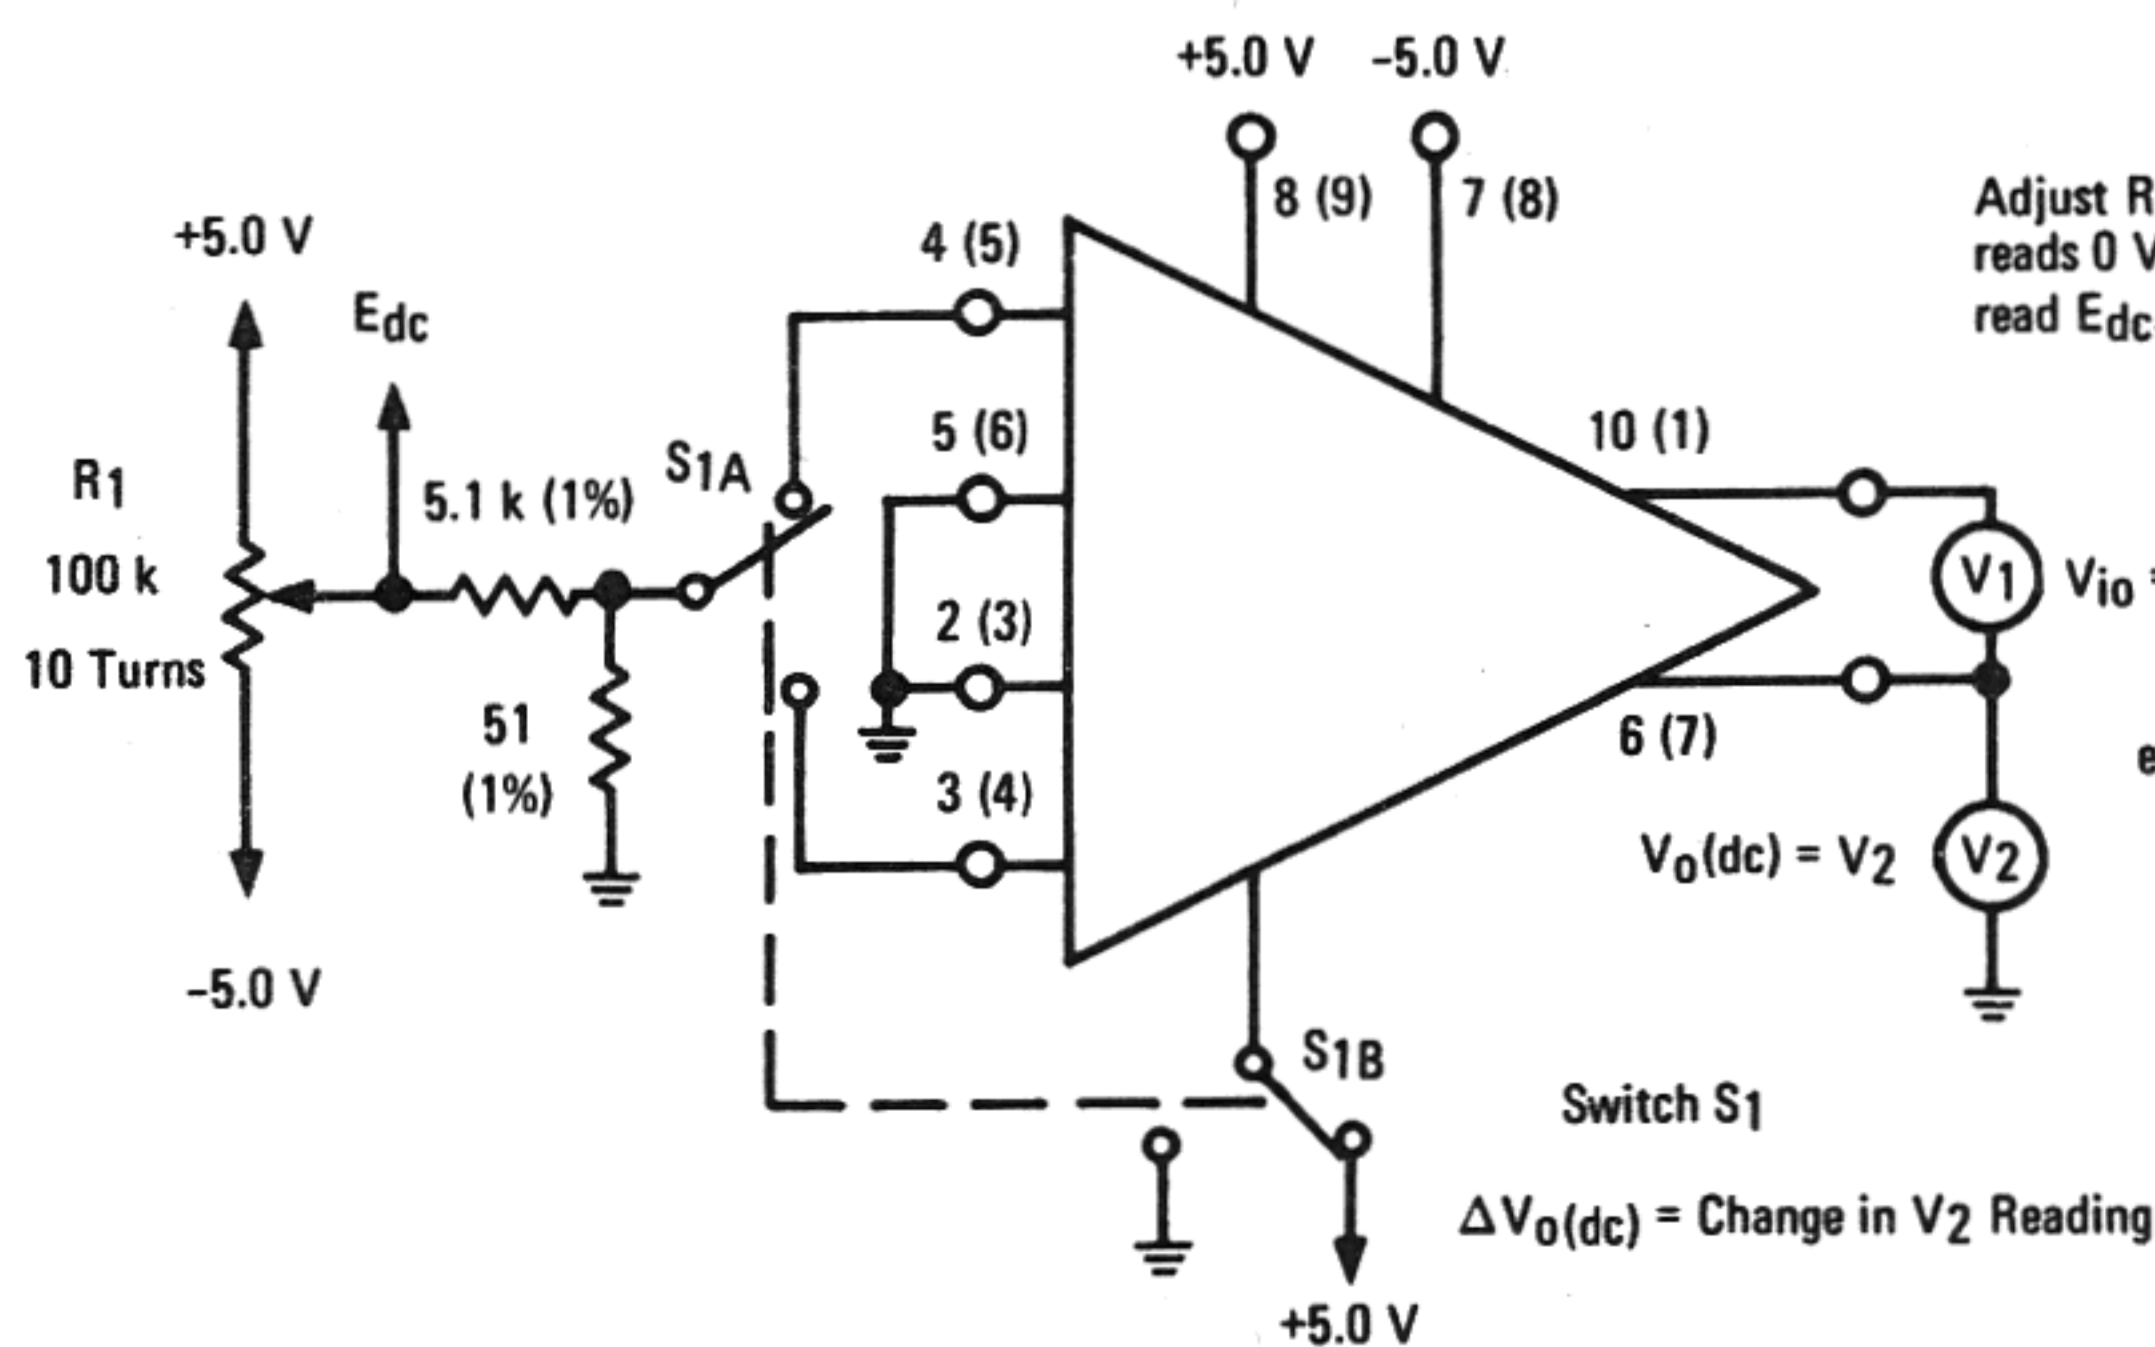 +5.0 V
−5.0 V
8 (9)
7 (8)
Adjust R
reads 0 V
read Edc
+5.0 V
Edc
4 (5)
R1
100 k
10 Turns
5.1 k (1%)
S1A
5 (6)
10 (1)
V1
Vio =
2 (3)
51
(1%)
3 (4)
6 (7)
e
Vo(dc) = V2
V2
−5.0 V
S1B
Switch S1
ΔVo(dc) = Change in V2 Reading
+5.0 V